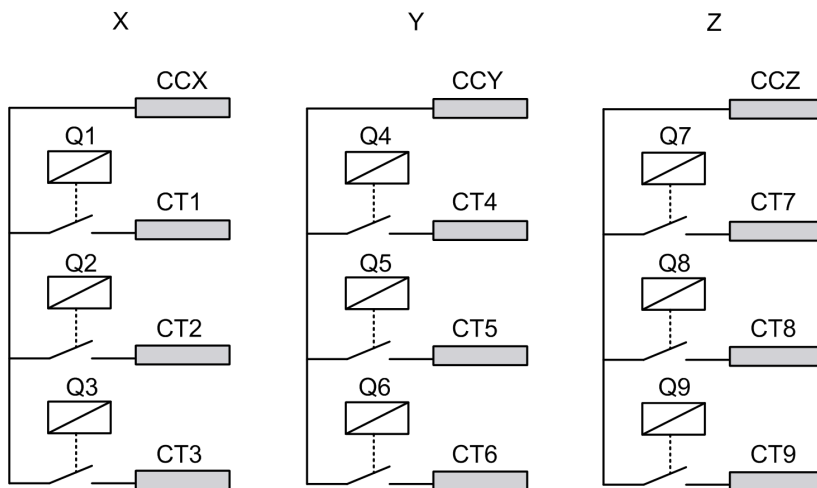 X Y Z
CCX CCY CCZ
Q1 Q4 Q7
CT1 CT4 CT7
Q2 Q5 Q8
CT2 CT5 CT8
Q3 Q6 Q9
CT3 CT6 CT9